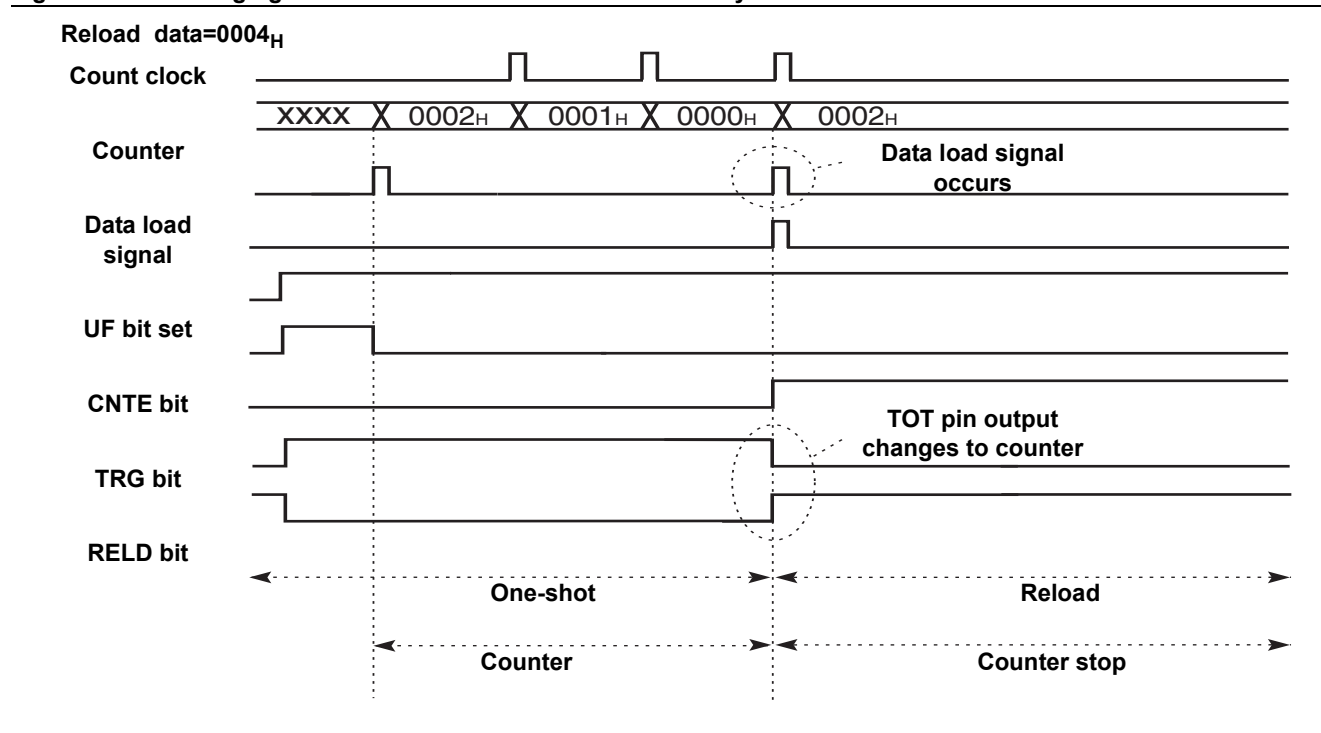 Reload data=0004H
Count clock
XXXX 0002H 0001H 0000H 0002H
Counter
Data load signal
occurs
Data load
signal
UF bit set
CNTE bit
TOT pin output
changes to counter
TRG bit
RELD bit
One-shot
Reload
Counter
Counter stop